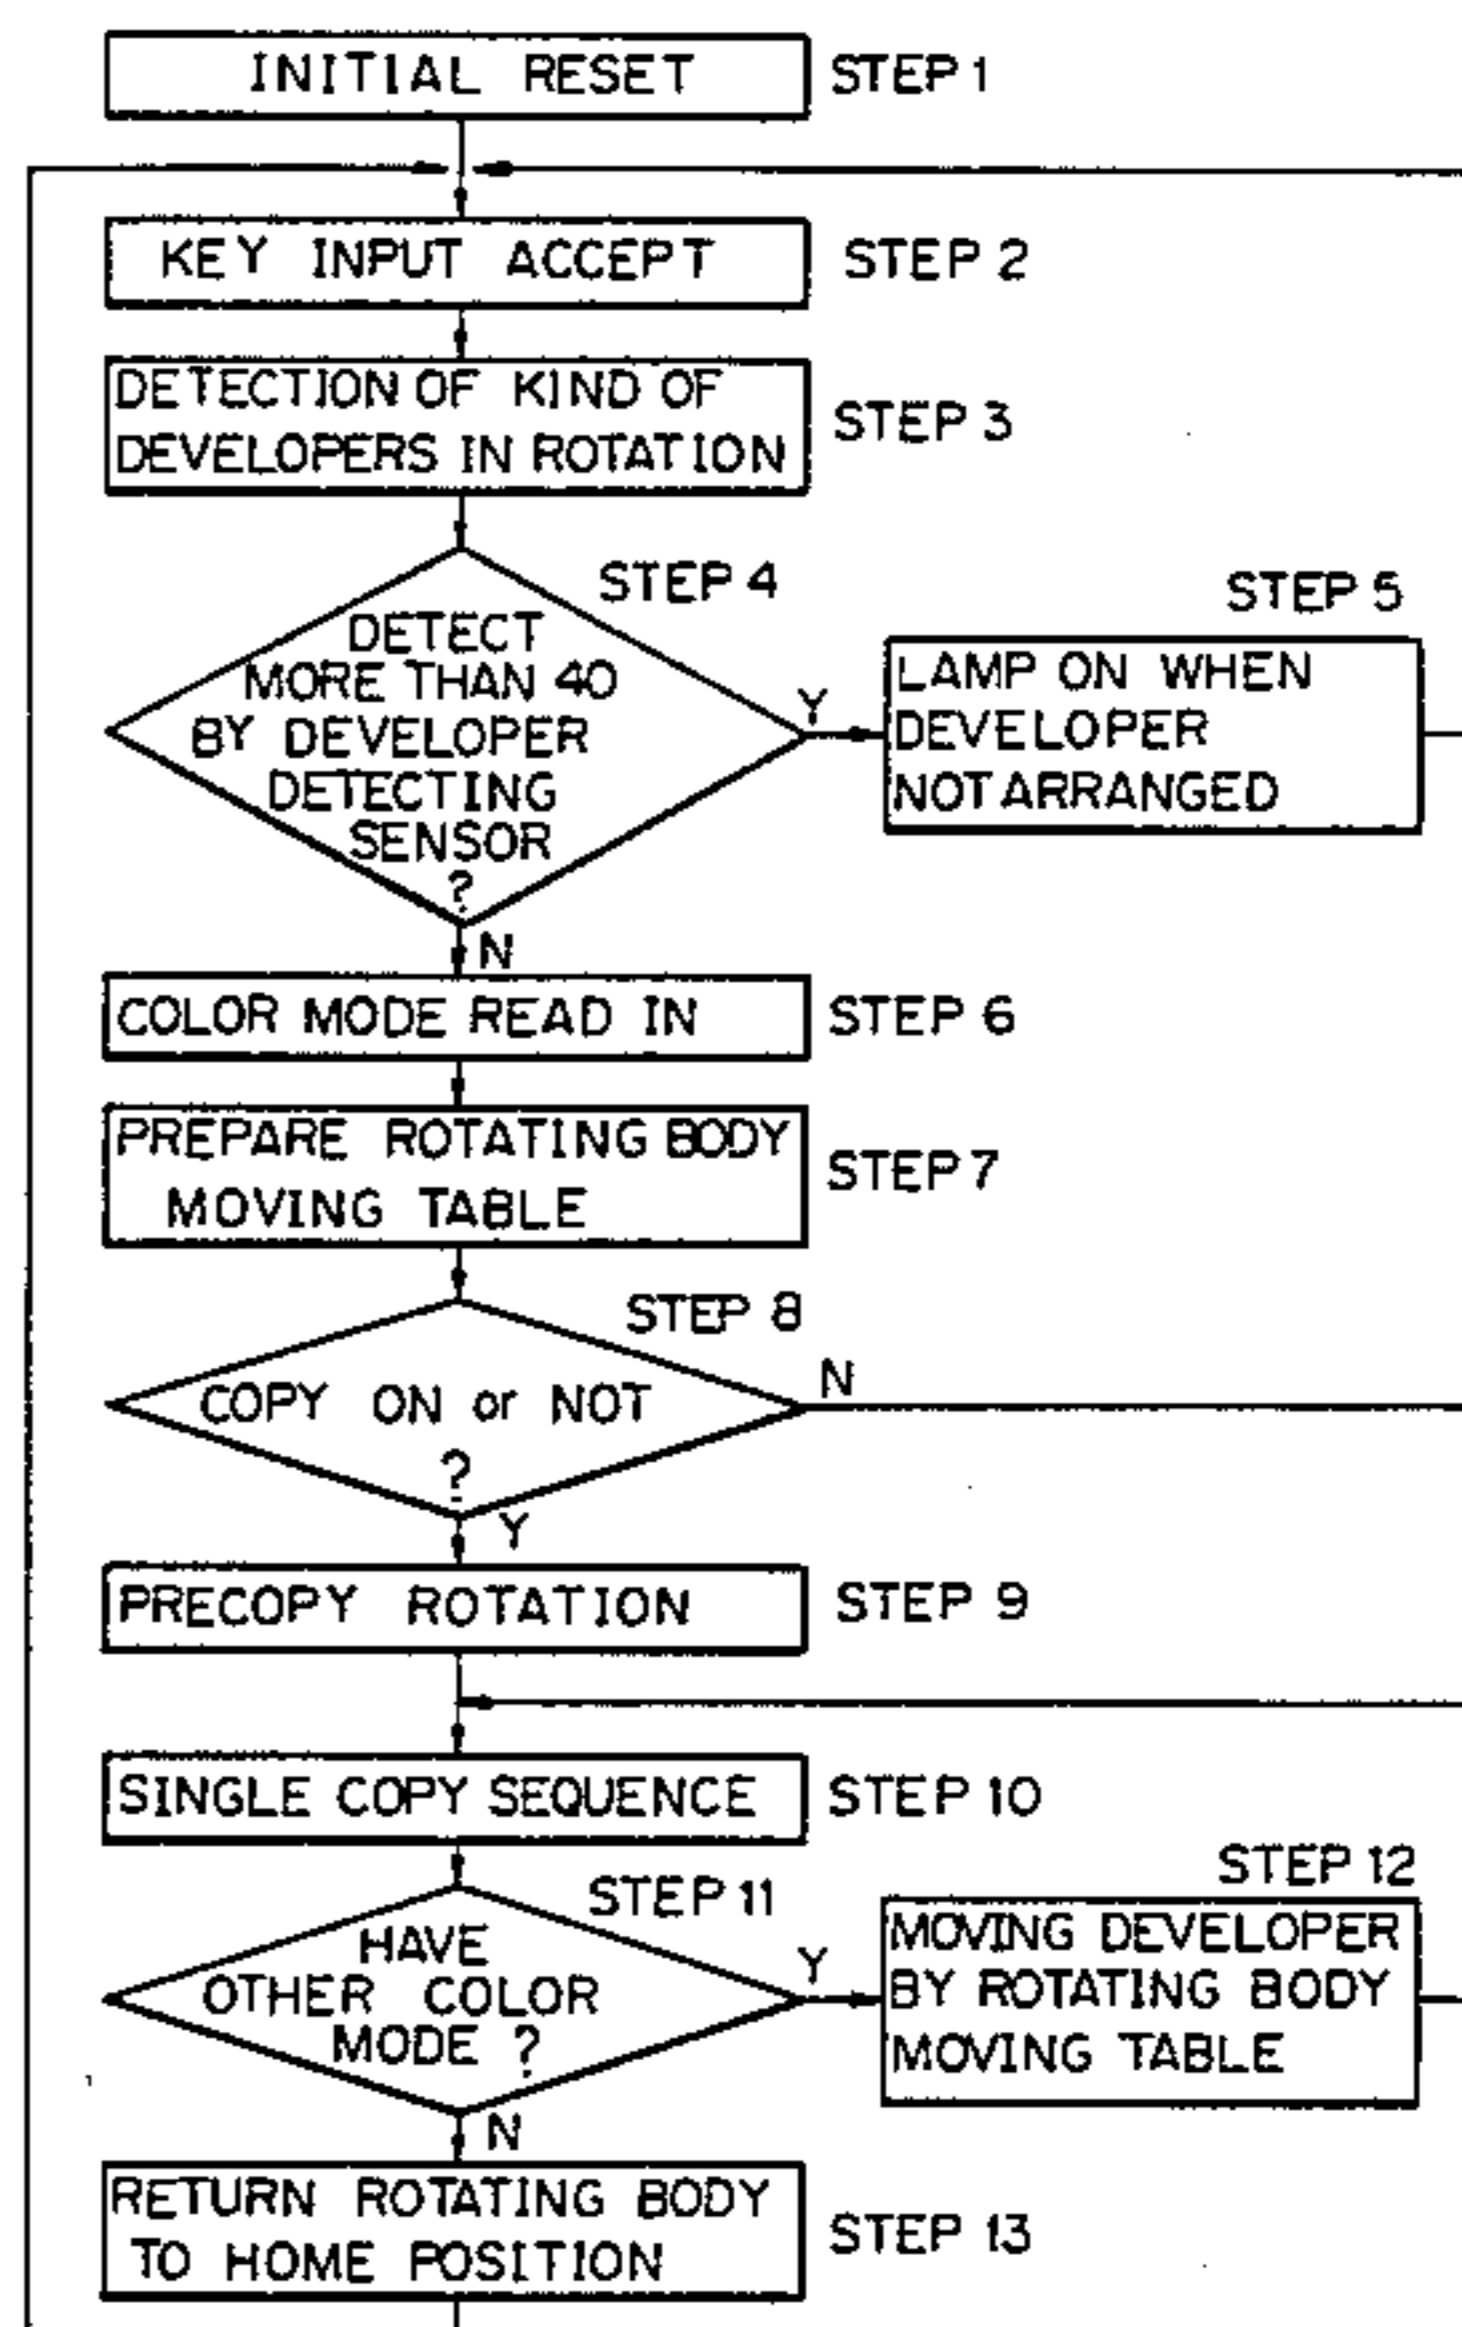 INITIAL RESET
STEP 1
KEY INPUT ACCEPT
STEP 2
DETECTION OF KIND OF
DEVELOPERS IN ROTATION
STEP 3
STEP 4
DETECT
MORE THAN 40
BY DEVELOPER
DETECTING
SENSOR
?
Y
N
STEP 5
LAMP ON WHEN
DEVELOPER
NOT ARRANGED
COLOR MODE READ IN
STEP 6
PREPARE ROTATING BODY
MOVING TABLE
STEP 7
STEP 8
COPY ON or NOT
?
N
Y
PRECOPY ROTATION
STEP 9
SINGLE COPY SEQUENCE
STEP 10
STEP 11
HAVE
OTHER COLOR
MODE ?
Y
N
STEP 12
MOVING DEVELOPER
BY ROTATING BODY
MOVING TABLE
RETURN ROTATING BODY
TO HOME POSITION
STEP 13